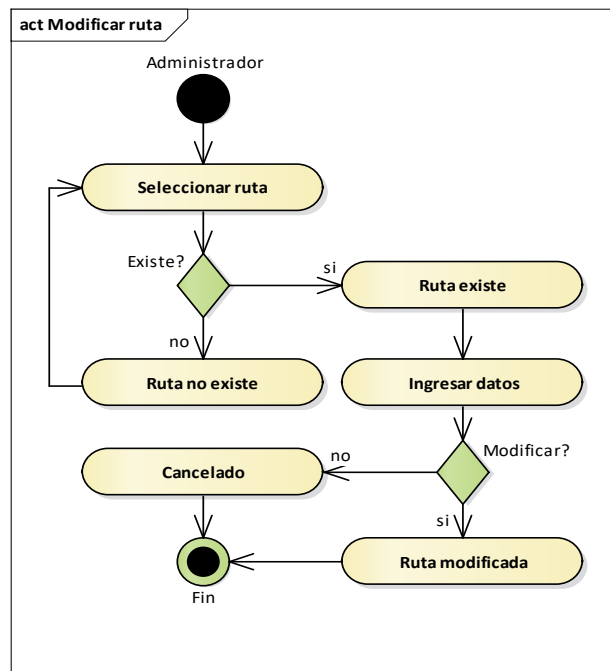 act Modificar ruta
Administrador
Seleccionar ruta
Existe?
si
Ruta existe
no
Ruta no existe
Ingresar datos
Modificar?
no
Cancelado
si
Ruta modificada
Fin